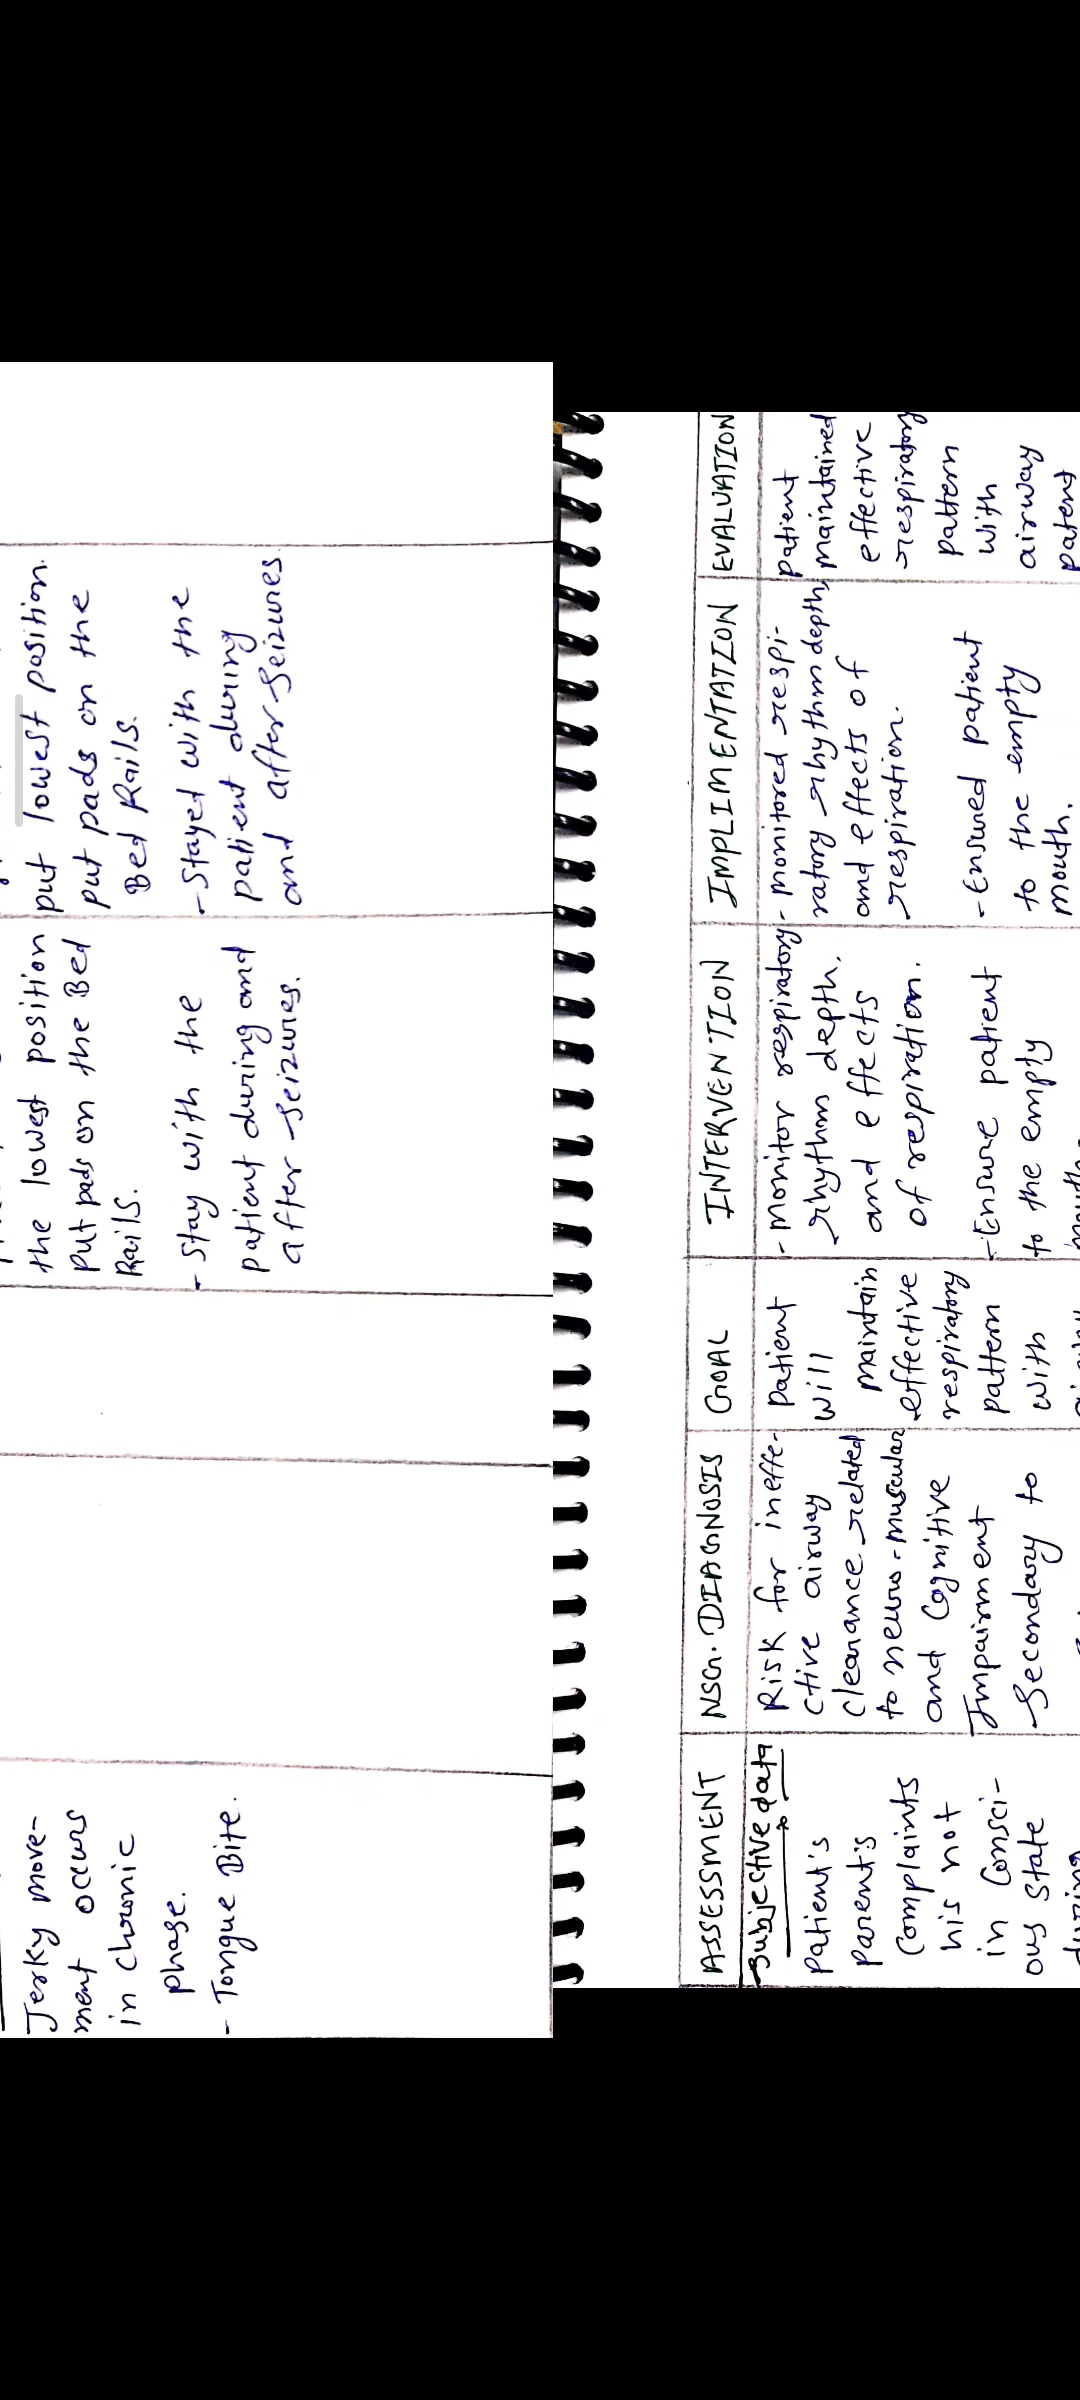 Jerky move-
ment occurs
in chronic
phase.
- Tongue Bite.
the lowest position
put pads on the Bed
Rails.
- Stay with the
patient during and
after seizures.
put lowest position.
put pads on the
Bed Rails.
- Stayed with the
patient during
and after seizures
ASSESSMENT
Subjective data
Patient's
parent's
Complaints
his not
in Consci-
ous state
during
NSG. DIAGNOSIS
Risk for ineffe-
ctive airway
clearance related
to neuro-muscular
and Cognitive
Impairment
Secondary to
GOAL
Patient
will
maintain
effective
respiratory
pattern
with
INTERVENTION
- monitor respiratory
rhythm depth.
and effects
of respiration.
- Ensure patient
to the empty
mouth.
IMPLIMENTATION
- monitored respi-
ratory rhythm depth,
and effects of
respiration.
- Ensured patient
to the empty
mouth.
EVALUATION
patient
maintained
effective
respiratory
pattern
with
airway
patent